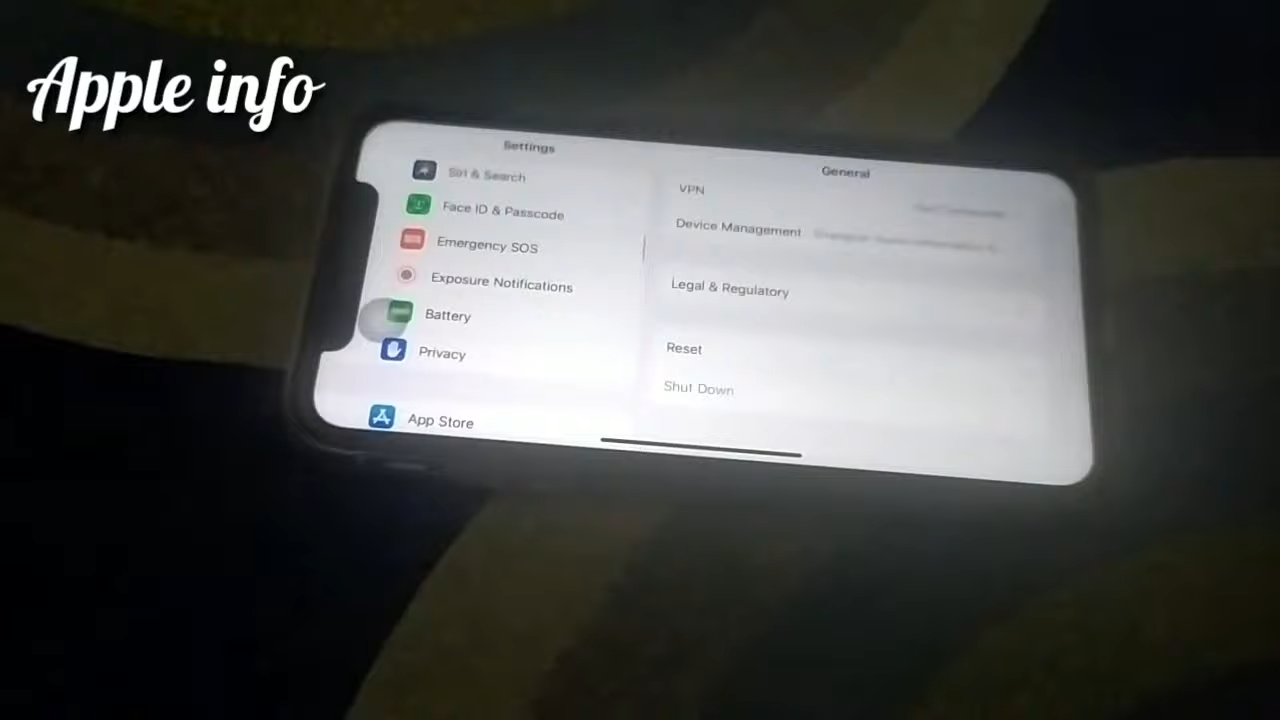 Apple info
Settings
Siri & Search
Face ID & Passcode
Emergency SOS
Exposure Notifications
Battery
Privacy
App Store
General
VPN
Device Management
Legal & Regulatory
Reset
Shut Down